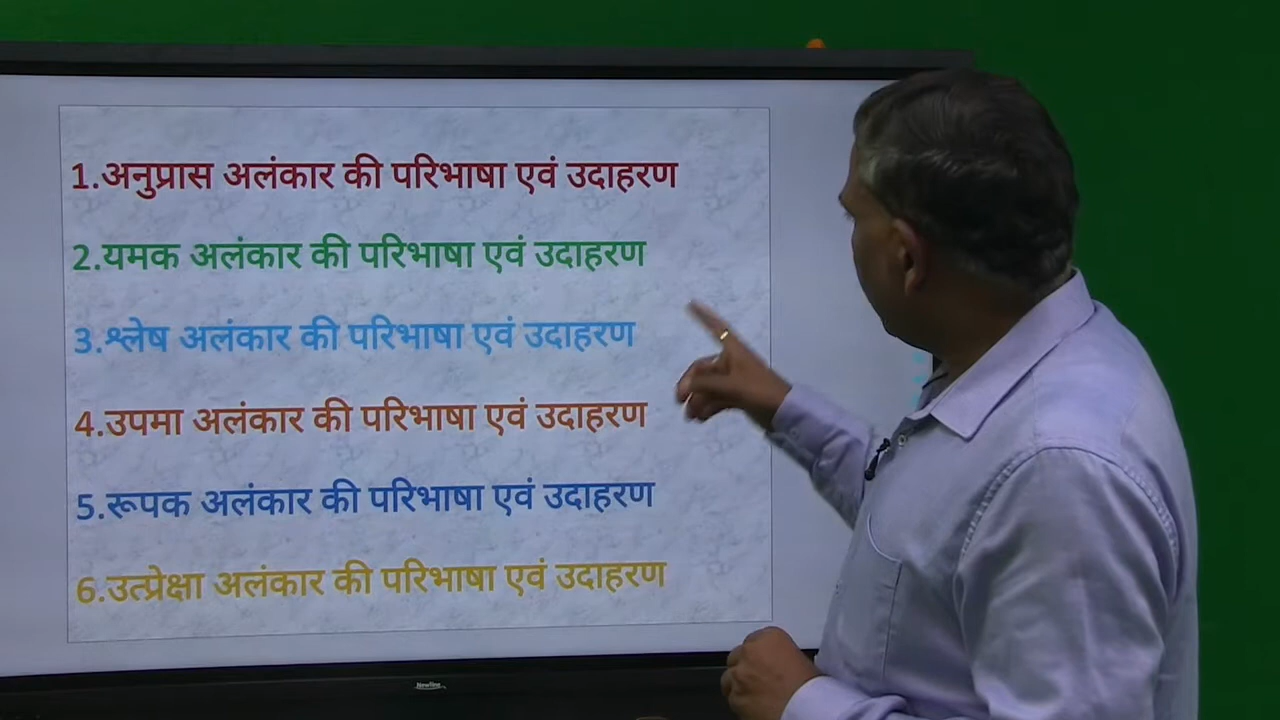 1.अनुप्रास अलंकार की परिभाषा एवं उदाहरण
2.यमक अलंकार की परिभाषा एवं उदाहरण
3.श्लेष अलंकार की परिभाषा एवं उदाहरण
4.उपमा अलंकार की परिभाषा एवं उदाहरण
5.रूपक अलंकार की परिभाषा एवं उदाहरण
6.उत्प्रेक्षा अलंकार की परिभाषा एवं उदाहरण
Newline